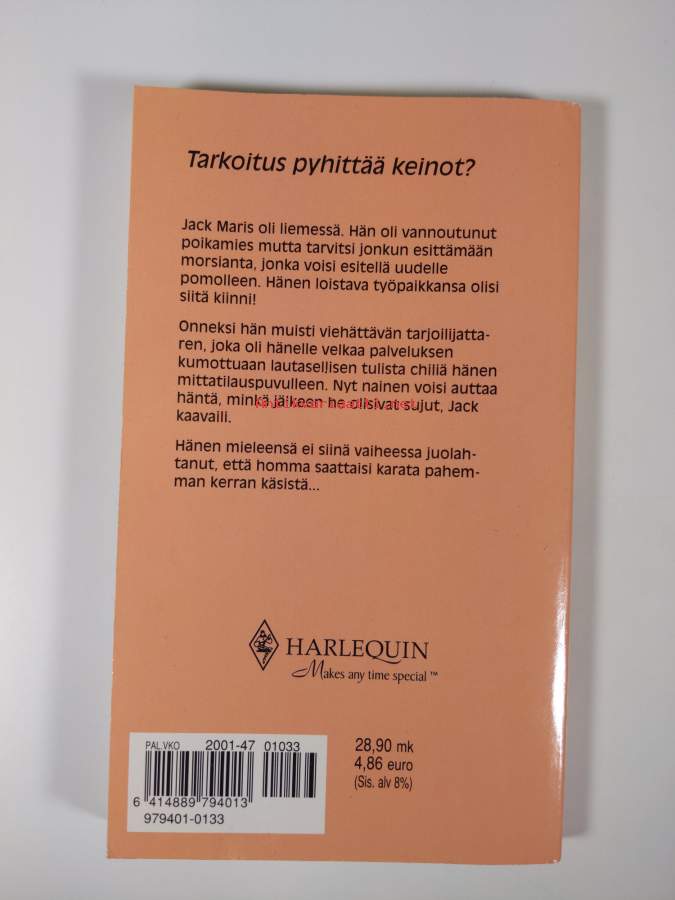 Tarkoitus pyhittää keinot?
Jack Maris oli liemessä. Hän oli vannoutunut
poikamies mutta tarvitsi jonkun esittämään
morsianta, jonka voisi esitellä uudelle
pomolleen. Hänen loistava työpaikkansa olisi
siitä kiinni!
Onneksi hän muisti viehättävän tarjoilijatta-
ren, joka oli hänelle velkaa palveluksen
kumottuaan lautasellisen tulista chiliä hänen
mittatilauspuvulleen. Nyt nainen voisi auttaa
häntä, minkä jälkeen he olisivat sujut, Jack
kaavaili.
Hänen mieleensä ei siinä vaiheessa juolah-
tanut, että homma saattaisi karata pahem-
man kerran käsistä...
HARLEQUIN
Makes any time special ™
PAL.VKO 2001-47 01033
6 414889 794013
979401-0133
28,90 mk
4,86 euro
(Sis. alv 8%)